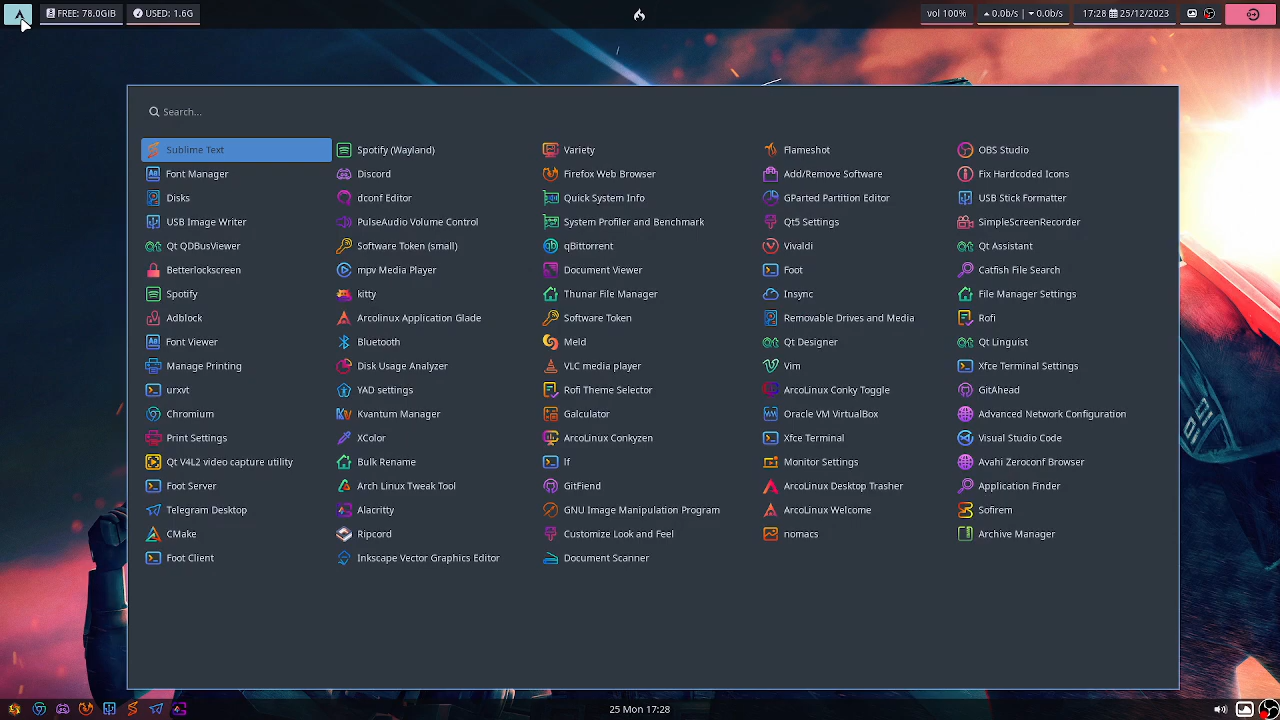 FREE: 78.0GiB USED: 1.6G vol 100% 0.0b/s 0.0b/s 17:28 25/12/2023
Search...
Sublime Text Spotify (Wayland) Variety Flameshot OBS Studio
Font Manager Discord Firefox Web Browser Add/Remove Software Fix Hardcoded Icons
Disks dconf Editor Quick System Info GParted Partition Editor USB Stick Formatter
USB Image Writer PulseAudio Volume Control System Profiler and Benchmark Qt5 Settings SimpleScreenRecorder
Qt QDBusViewer Software Token (small) qBittorrent Vivaldi Qt Assistant
Betterlockscreen mpv Media Player Document Viewer Foot Catfish File Search
Spotify kitty Thunar File Manager Insync File Manager Settings
Adblock Arcolinux Application Glade Software Token Removable Drives and Media Rofi
Font Viewer Bluetooth Meld Qt Designer Qt Linguist
Manage Printing Disk Usage Analyzer VLC media player Vim Xfce Terminal Settings
urxvt YAD settings Rofi Theme Selector ArcoLinux Conky Toggle GitAhead
Chromium Kvantum Manager Galculator Oracle VM VirtualBox Advanced Network Configuration
Print Settings XColor ArcoLinux Conkyzen Xfce Terminal Visual Studio Code
Qt V4L2 video capture utility Bulk Rename lf Monitor Settings Avahi Zeroconf Browser
Foot Server Arch Linux Tweak Tool GitFiend ArcoLinux Desktop Trasher Application Finder
Telegram Desktop Alacritty GNU Image Manipulation Program ArcoLinux Welcome Sofirem
CMake Ripcord Customize Look and Feel nomacs Archive Manager
Foot Client Inkscape Vector Graphics Editor Document Scanner
25 Mon 17:28